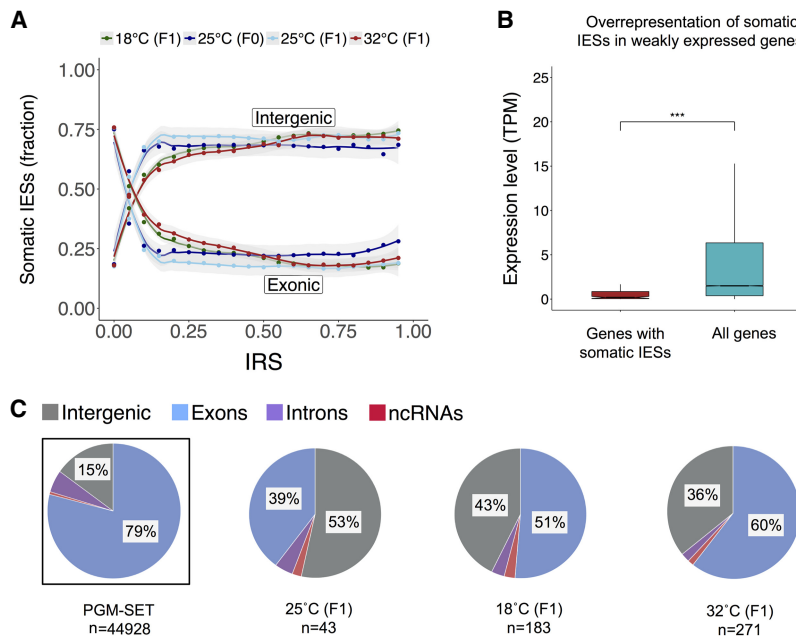 A
18°C (F1) 25°C (F0) 25°C (F1) 32°C (F1)
Somatic IESs (fraction)
1.00
0.75
0.50
0.25
0.00
Intergenic
Exonic
0.00 0.25 0.50 0.75 1.00
IRS
B
Overrepresentation of somatic
IESs in weakly expressed genes
Expression level (TPM)
25
20
15
10
5
0
***
Genes with
somatic IESs
All genes
C
Intergenic Exons Introns ncRNAs
15%
79%
PGM-SET
n=44928
39%
53%
25°C (F1)
n=43
43%
51%
18°C (F1)
n=183
36%
60%
32°C (F1)
n=271